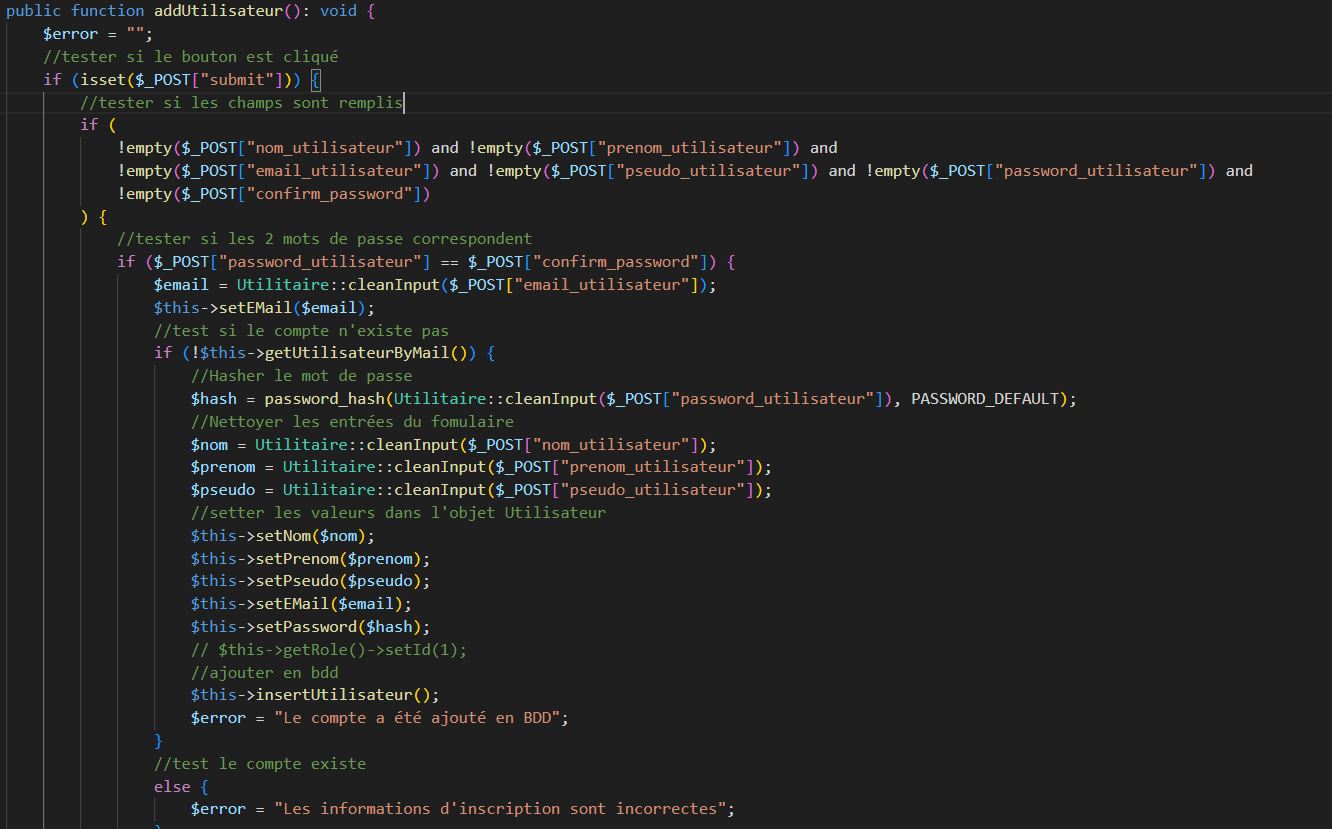 public function addUtilisateur(): void {
$error = "";
//tester si le bouton est cliqué
if (isset($_POST["submit"])) {
//tester si les champs sont remplis
if (
!empty($_POST["nom_utilisateur"]) and !empty($_POST["prenom_utilisateur"]) and
!empty($_POST["email_utilisateur"]) and !empty($_POST["pseudo_utilisateur"]) and !empty($_POST["password_utilisateur"]) and
!empty($_POST["confirm_password"])
) {
//tester si les 2 mots de passe correspondent
if ($_POST["password_utilisateur"] == $_POST["confirm_password"]) {
$email = Utilitaire::cleanInput($_POST["email_utilisateur"]);
$this->setEMail($email);
//test si le compte n'existe pas
if (!$this->getUtilisateurByMail()) {
//Hasher le mot de passe
$hash = password_hash(Utilitaire::cleanInput($_POST["password_utilisateur"]), PASSWORD_DEFAULT);
//Nettoyer les entrées du fomulaire
$nom = Utilitaire::cleanInput($_POST["nom_utilisateur"]);
$prenom = Utilitaire::cleanInput($_POST["prenom_utilisateur"]);
$pseudo = Utilitaire::cleanInput($_POST["pseudo_utilisateur"]);
//setter les valeurs dans l'objet Utilisateur
$this->setNom($nom);
$this->setPrenom($prenom);
$this->setPseudo($pseudo);
$this->setEMail($email);
$this->setPassword($hash);
// $this->getRole()->setId(1);
//ajouter en bdd
$this->insertUtilisateur();
$error = "Le compte a été ajouté en BDD";
}
//test le compte existe
else {
$error = "Les informations d'inscription sont incorrectes";
}